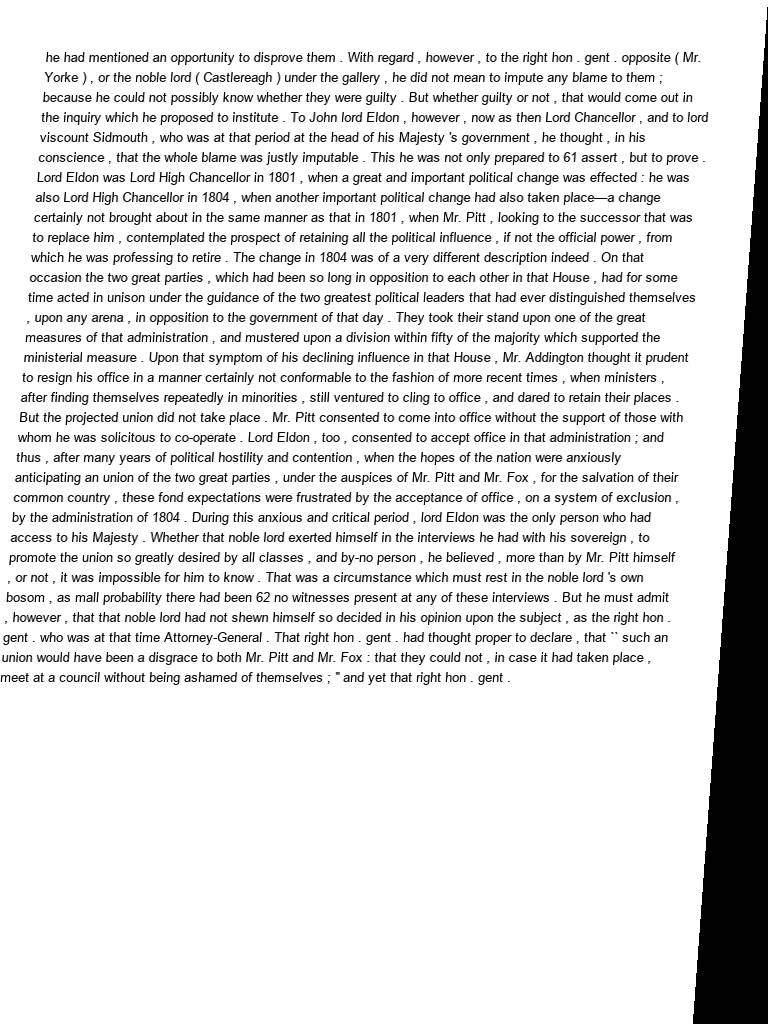 he had mentioned an opportunity to disprove them . With regard , however , to the right hon . gent . opposite ( Mr.
Yorke ) , or the noble lord ( Castlereagh ) under the gallery , he did not mean to impute any blame to them ;
because he could not possibly know whether they were guilty . But whether guilty or not , that would come out in
the inquiry which he proposed to institute . To John lord Eldon , however , now as then Lord Chancellor , and to lord
viscount Sidmouth , who was at that period at the head of his Majesty 's government , he thought , in his
conscience , that the whole blame was justly imputable . This he was not only prepared to 61 assert , but to prove .
Lord Eldon was Lord High Chancellor in 1801 , when a great and important political change was effected : he was
also Lord High Chancellor in 1804 , when another important political change had also taken place—a change
certainly not brought about in the same manner as that in 1801 , when Mr. Pitt , looking to the successor that was
to replace him , contemplated the prospect of retaining all the political influence , if not the official power , from
which he was professing to retire . The change in 1804 was of a very different description indeed . On that
occasion the two great parties , which had been so long in opposition to each other in that House , had for some
time acted in unison under the guidance of the two greatest political leaders that had ever distinguished themselves
, upon any arena , in opposition to the government of that day . They took their stand upon one of the great
measures of that administration , and mustered upon a division within fifty of the majority which supported the
ministerial measure . Upon that symptom of his declining influence in that House , Mr. Addington thought it prudent
to resign his office in a manner certainly not conformable to the fashion of more recent times , when ministers ,
after finding themselves repeatedly in minorities , still ventured to cling to office , and dared to retain their places .
But the projected union did not take place . Mr. Pitt consented to come into office without the support of those with
whom he was solicitous to co-operate . Lord Eldon , too , consented to accept office in that administration ; and
thus , after many years of political hostility and contention , when the hopes of the nation were anxiously
anticipating an union of the two great parties , under the auspices of Mr. Pitt and Mr. Fox , for the salvation of their
common country , these fond expectations were frustrated by the acceptance of office , on a system of exclusion ,
by the administration of 1804 . During this anxious and critical period , lord Eldon was the only person who had
access to his Majesty . Whether that noble lord exerted himself in the interviews he had with his sovereign , to
promote the union so greatly desired by all classes , and by-no person , he believed , more than by Mr. Pitt himself
, or not , it was impossible for him to know . That was a circumstance which must rest in the noble lord 's own
bosom , as mall probability there had been 62 no witnesses present at any of these interviews . But he must admit
, however , that that noble lord had not shewn himself so decided in his opinion upon the subject , as the right hon .
gent . who was at that time Attorney-General . That right hon . gent . had thought proper to declare , that `` such an
union would have been a disgrace to both Mr. Pitt and Mr. Fox : that they could not , in case it had taken place ,
meet at a council without being ashamed of themselves ; '' and yet that right hon . gent .